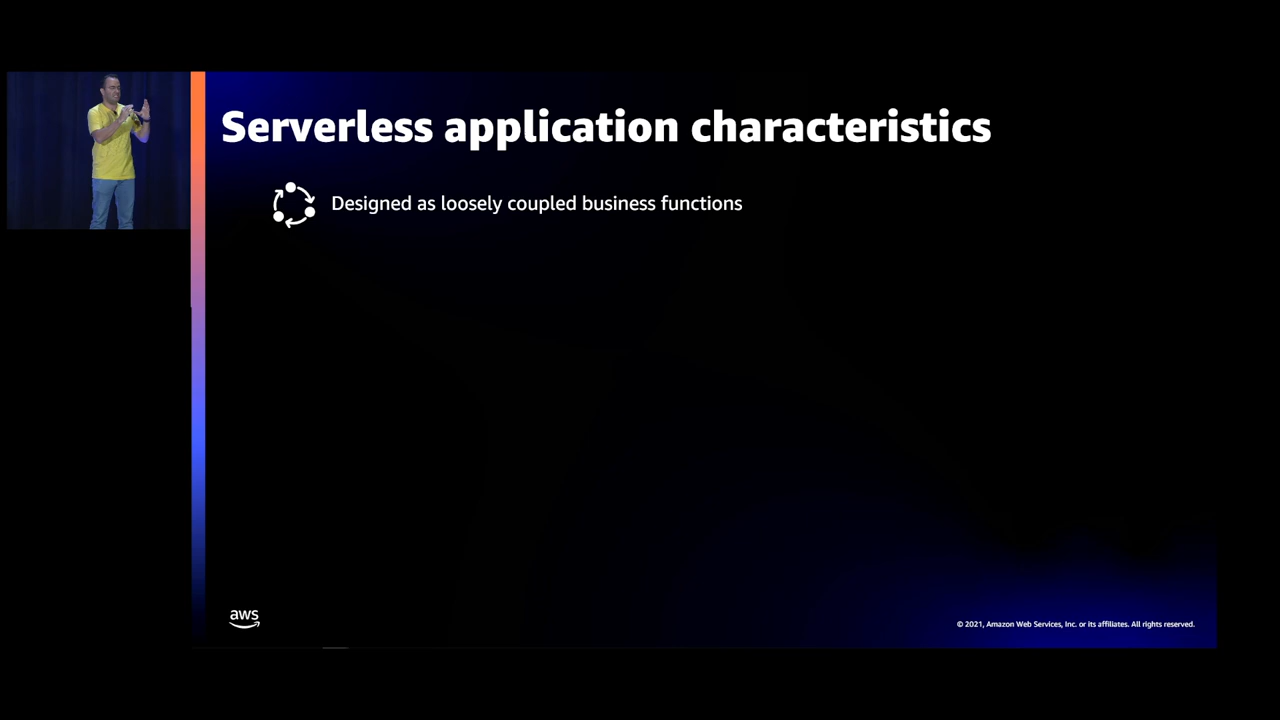 Serverless application characteristics
Designed as loosely coupled business functions
aws
© 2021, Amazon Web Services, Inc. or its affiliates. All rights reserved.